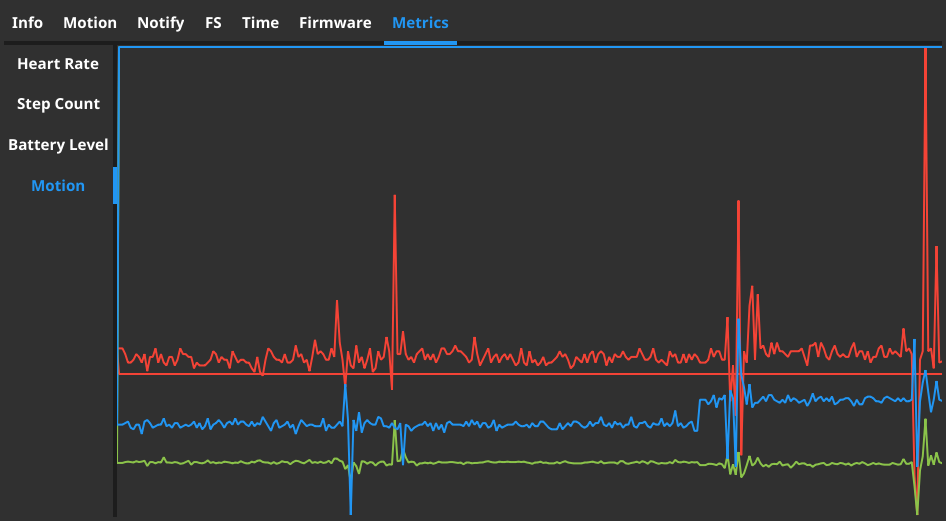 Info Motion Notify FS Time Firmware Metrics
Heart Rate
Step Count
Battery Level
Motion